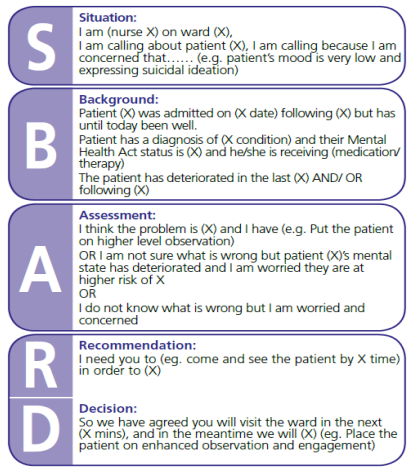 S
Situation:
I am (nurse X) on ward (X),
I am calling about patient (X), I am calling because I am
concerned that...... (e.g. patient's mood is very low and
expressing suicidal ideation)
B
Background:
Patient (X) was admitted on (X date) following (X) but has
until today been well.
Patient has a diagnosis of (X condition) and their Mental
Health Act status is (X) and he/she is receiving (medication/
therapy)
The patient has deteriorated in the last (X) AND/ OR
following (X)
A
Assessment:
I think the problem is (X) and I have (e.g. Put the patient
on higher level observation)
OR I am not sure what is wrong but patient (X)'s mental
state has deteriorated and I am worried they are at
higher risk of X
OR
I do not know what is wrong but I am worried and
concerned
R
Recommendation:
I need you to (eg. come and see the patient by X time)
in order to (X)
D
Decision:
So we have agreed you will visit the ward in the next
(X mins), and in the meantime we will (X) (eg. Place the
patient on enhanced observation and engagement)